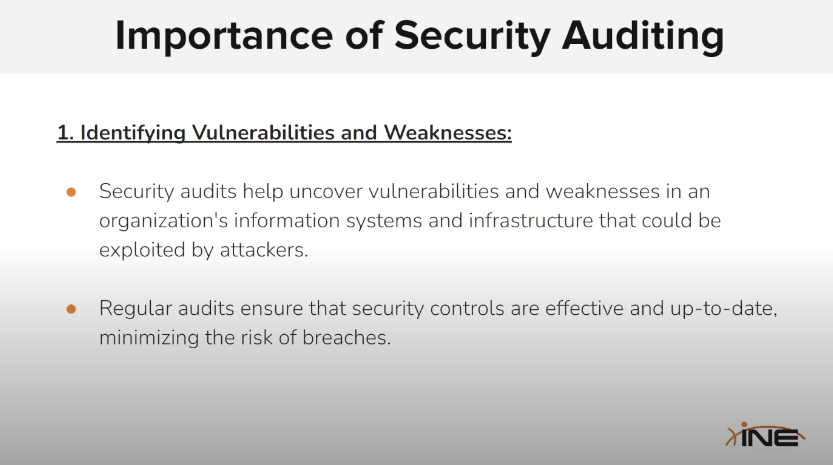 Importance of Security Auditing
1. Identifying Vulnerabilities and Weaknesses:
● Security audits help uncover vulnerabilities and weaknesses in an
organization's information systems and infrastructure that could be
exploited by attackers.
● Regular audits ensure that security controls are effective and up-to-date,
minimizing the risk of breaches.
iNE